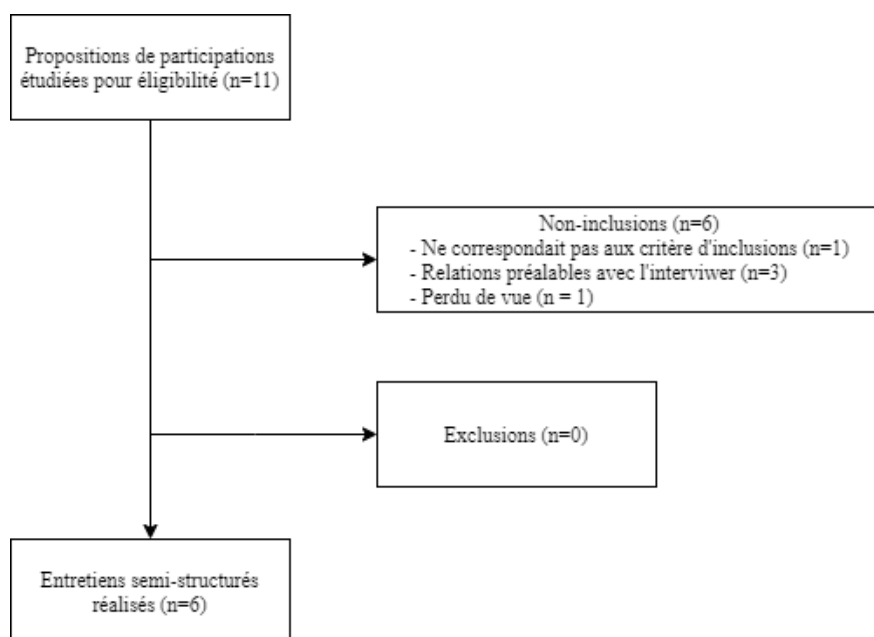 Propositions de participations
étudiées pour éligibilité (n=11)
Non-inclusions (n=6)
- Ne correspondait pas aux critère d'inclusions (n=1)
- Relations préalables avec l'interviwer (n=3)
- Perdu de vue (n = 1)
Exclusions (n=0)
Entretiens semi-structurés
réalisés (n=6)